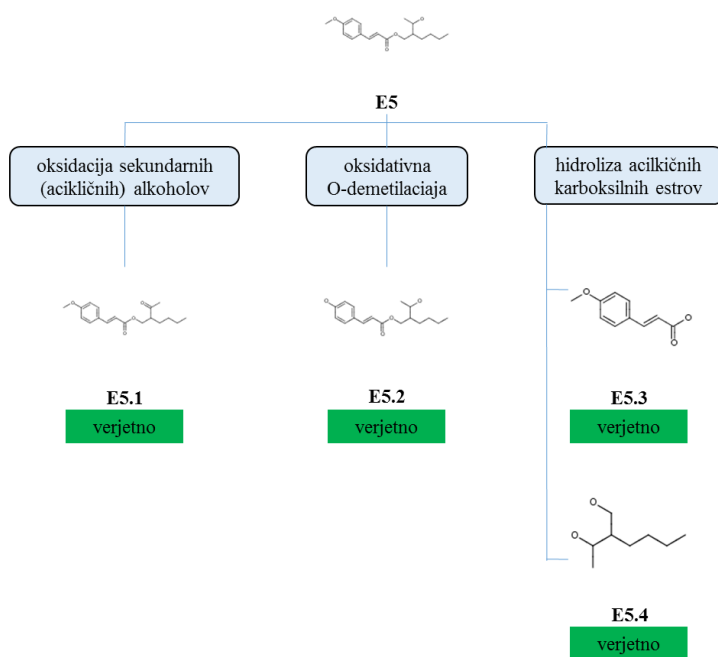 E5
oksidacija sekundarnih
(acikličnih) alkoholov
oksidativna
O-demetilaciaja
hidroliza acilkičnih
karboksilnih estrov
E5.1
verjetno
E5.2
verjetno
E5.3
verjetno
E5.4
verjetno